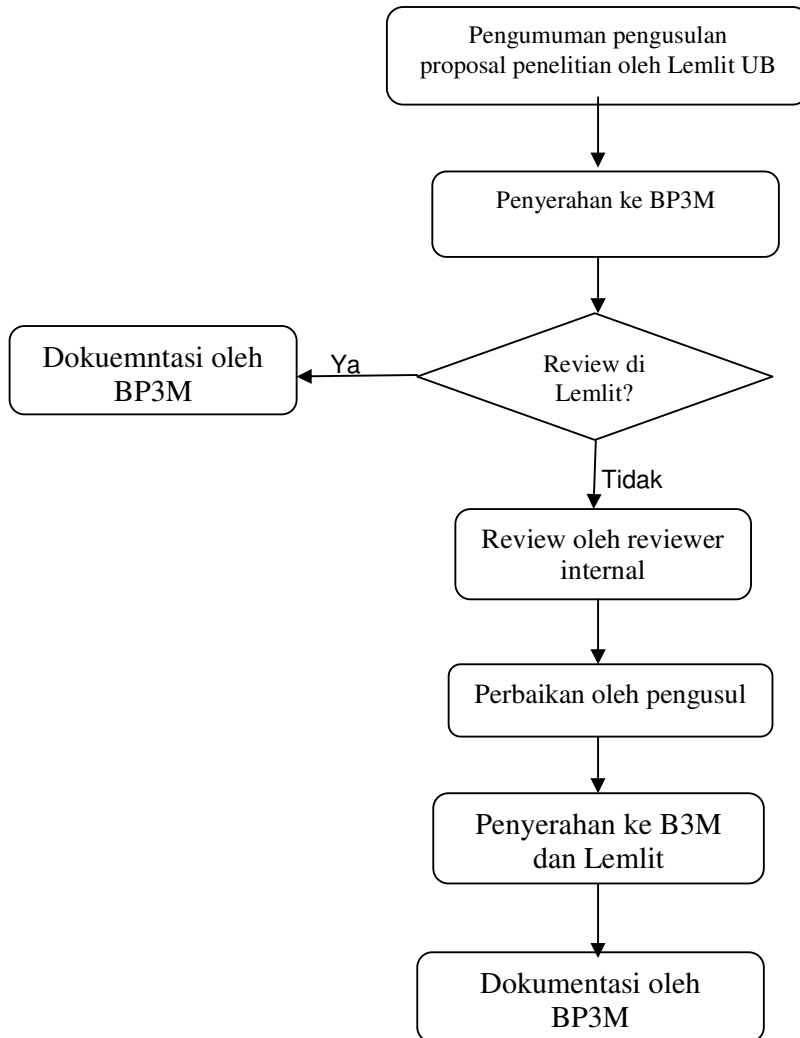 Pengumuman pengusulan
proposal penelitian oleh Lemlit UB
Penyerahan ke BP3M
Review di
Lemlit?
Ya
Dokuemntasi oleh
BP3M
Tidak
Review oleh reviewer
internal
Perbaikan oleh pengusul
Penyerahan ke B3M
dan Lemlit
Dokumentasi oleh
BP3M